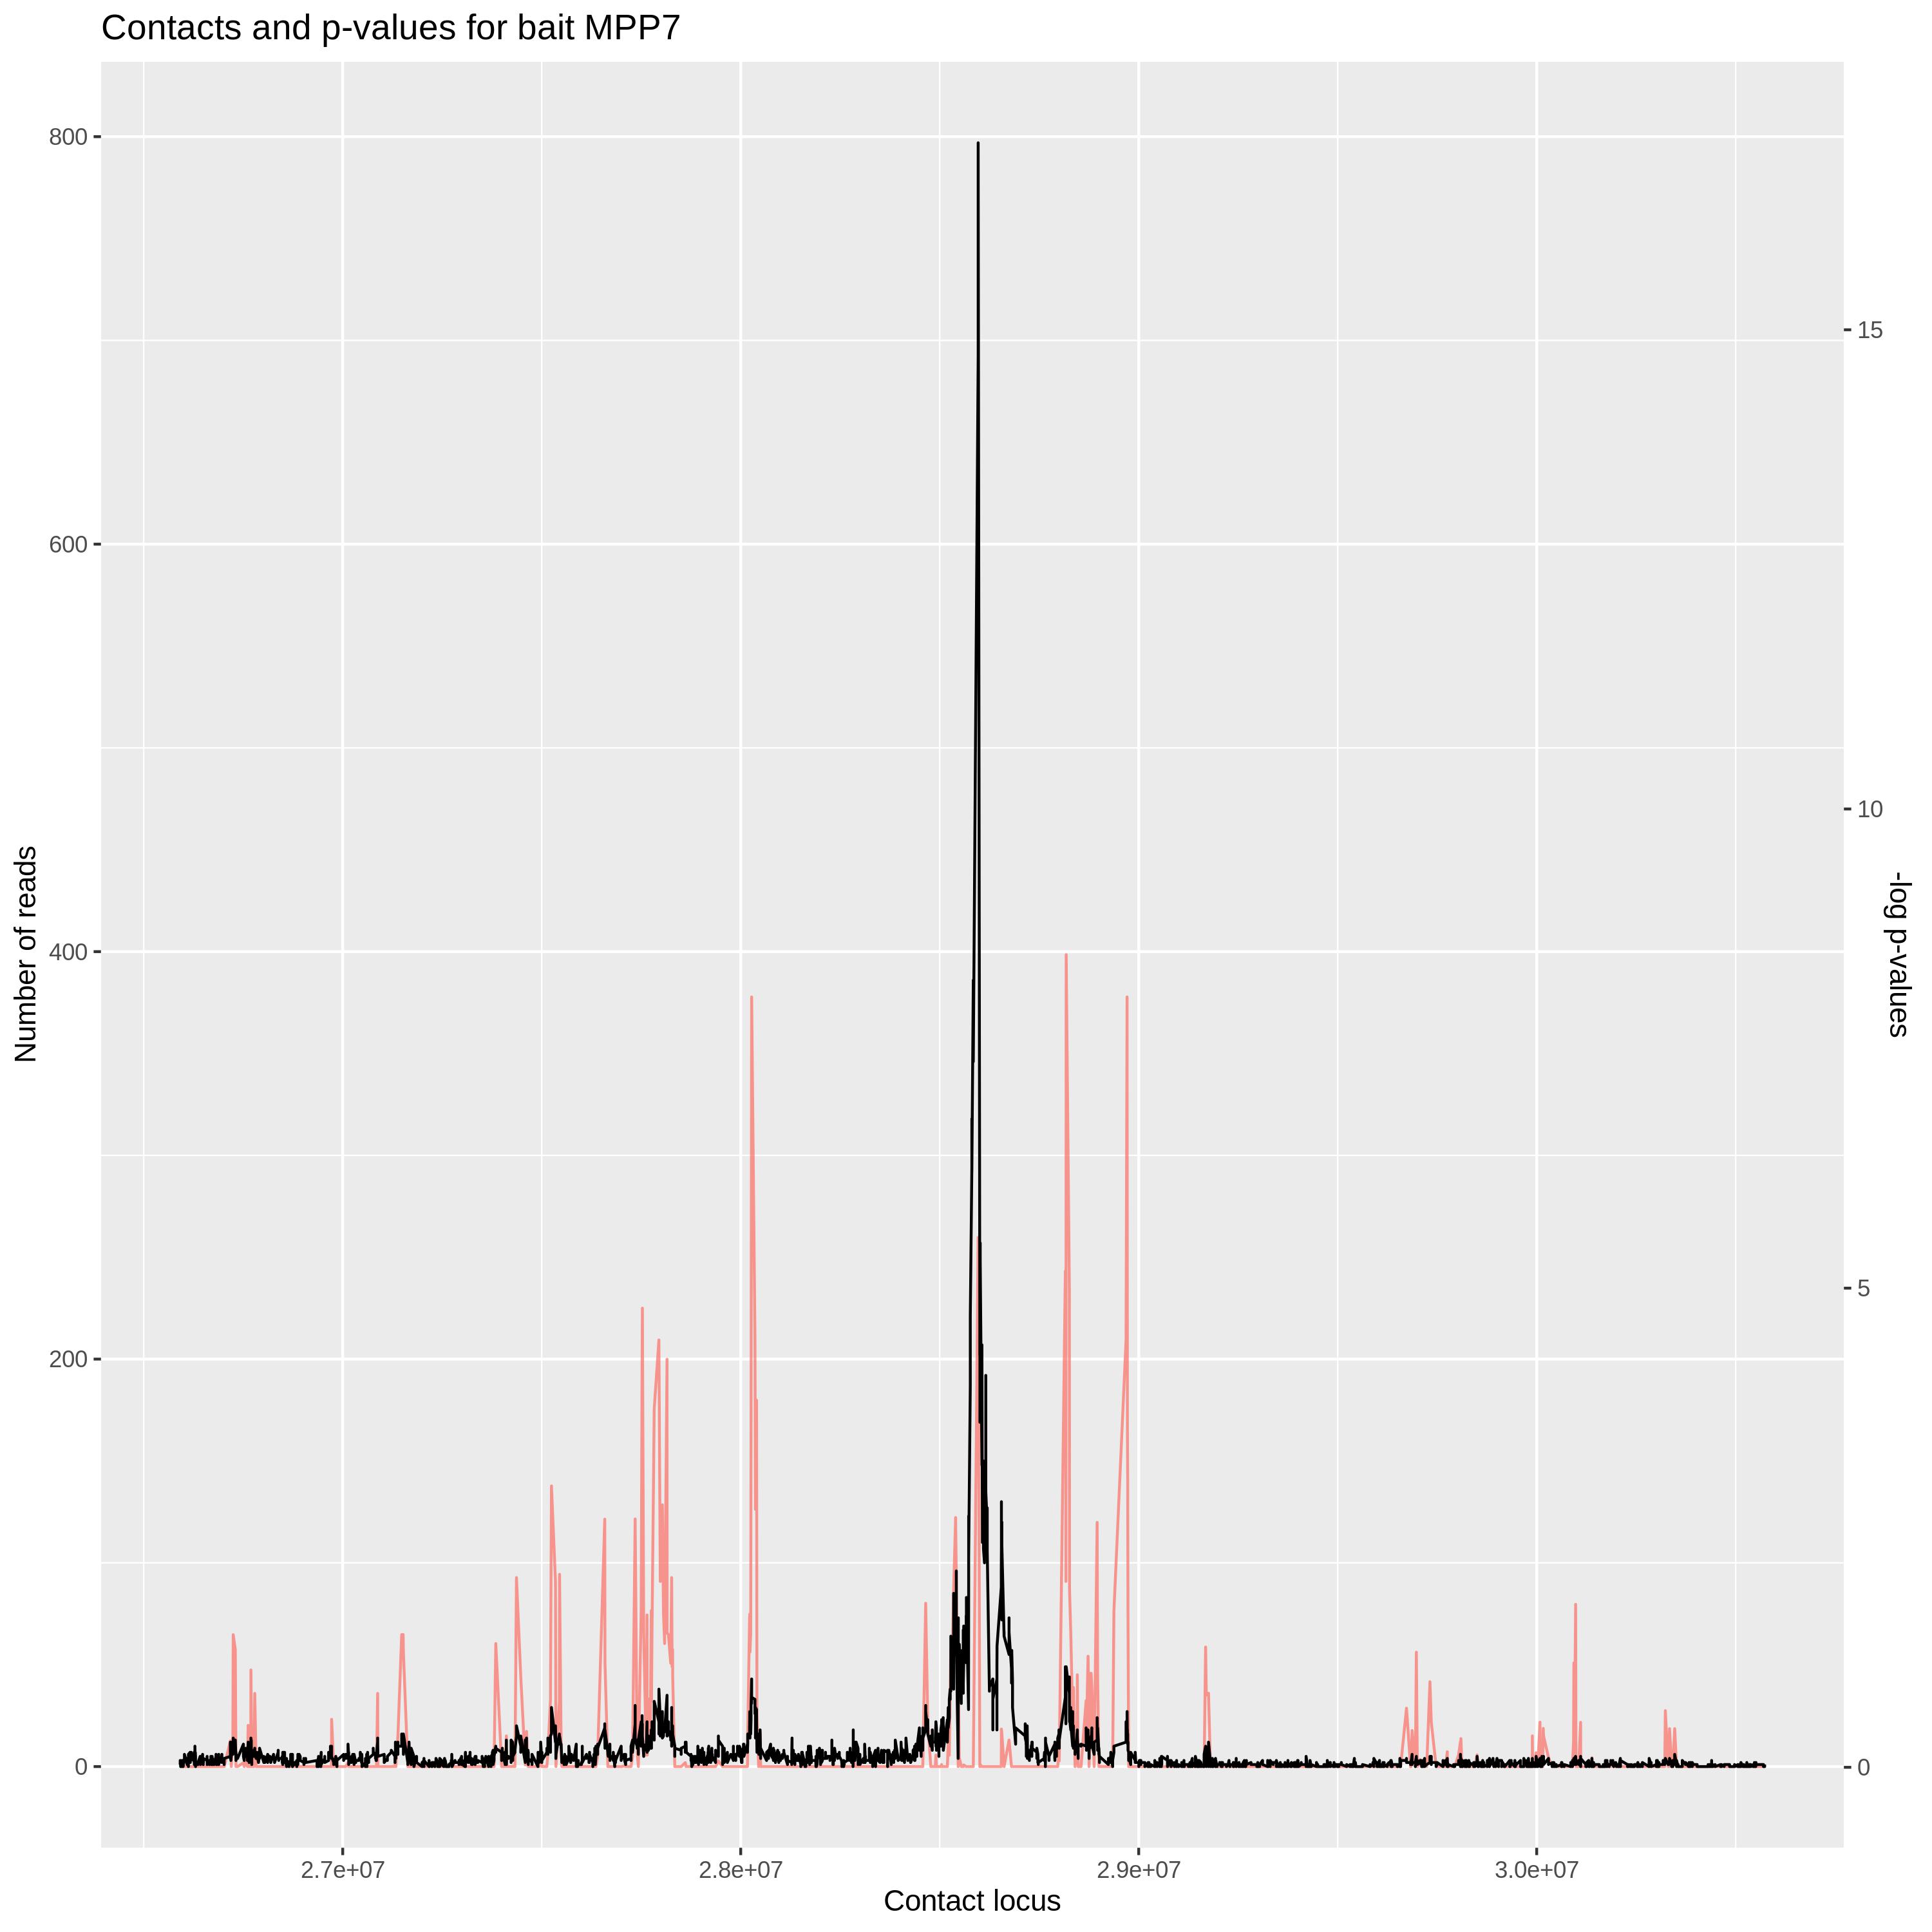 Contacts and p-values for bait MPP7
800
600
400
200
0
Number of reads
15
10
5
0
-log p-values
2.7e+07
2.8e+07
2.9e+07
3.0e+07
Contact locus